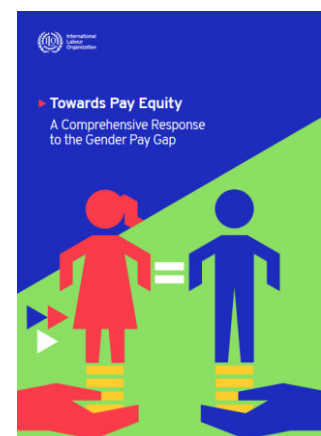 International
Labour
Organization
Towards Pay Equity
A Comprehensive Response
to the Gender Pay Gap